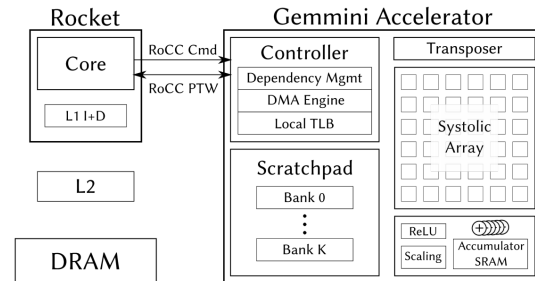 Rocket
Core
L1 I+D
L2
DRAM
RoCC Cmd
RoCC PTW
Gemmini Accelerator
Controller
Dependency Mgmt
DMA Engine
Local TLB
Scratchpad
Bank 0
Bank K
Transposer
Systolic
Array
ReLU
Scaling
Accumulator
SRAM